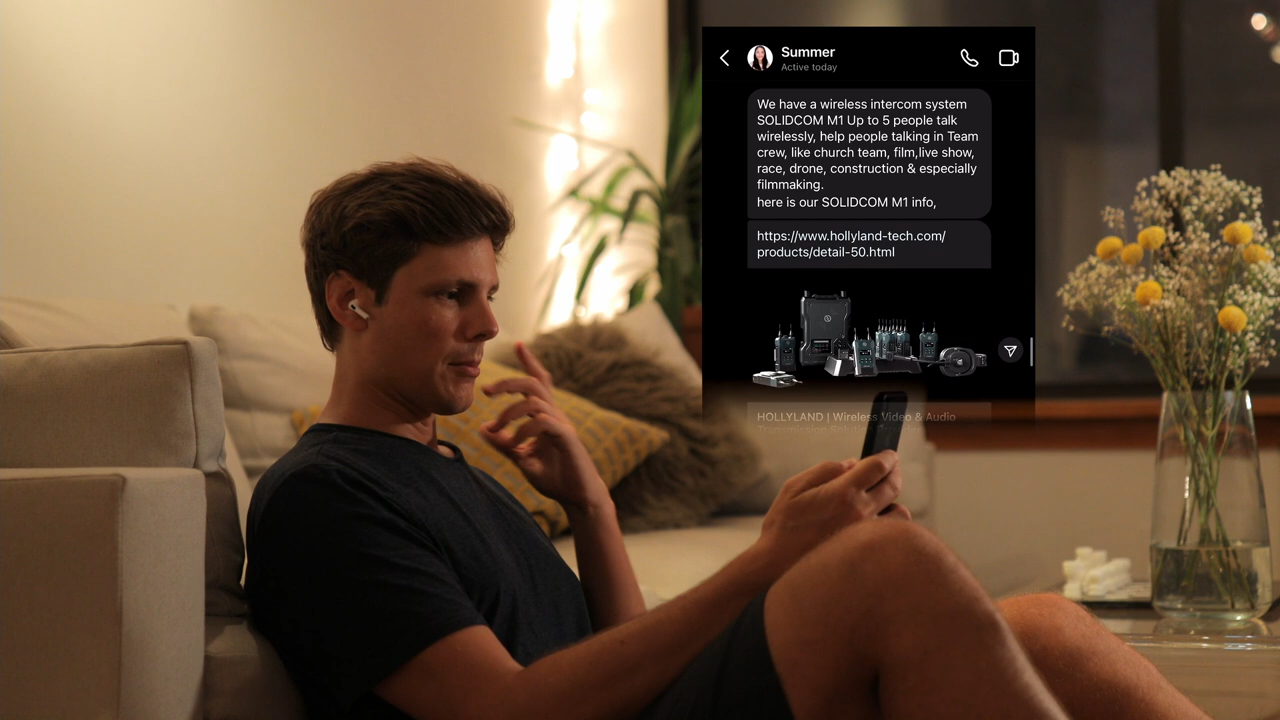 Summer
Active today
We have a wireless intercom system
SOLIDCOM M1 Up to 5 people talk
wirelessly, help people talking in Team
crew, like church team, film,live show,
race, drone, construction & especially
filmmaking.
here is our SOLIDCOM M1 info,
https://www.hollyland-tech.com/
products/detail-50.html
HOLLYLAND | Wireless Video & Audio
Transmission Solution